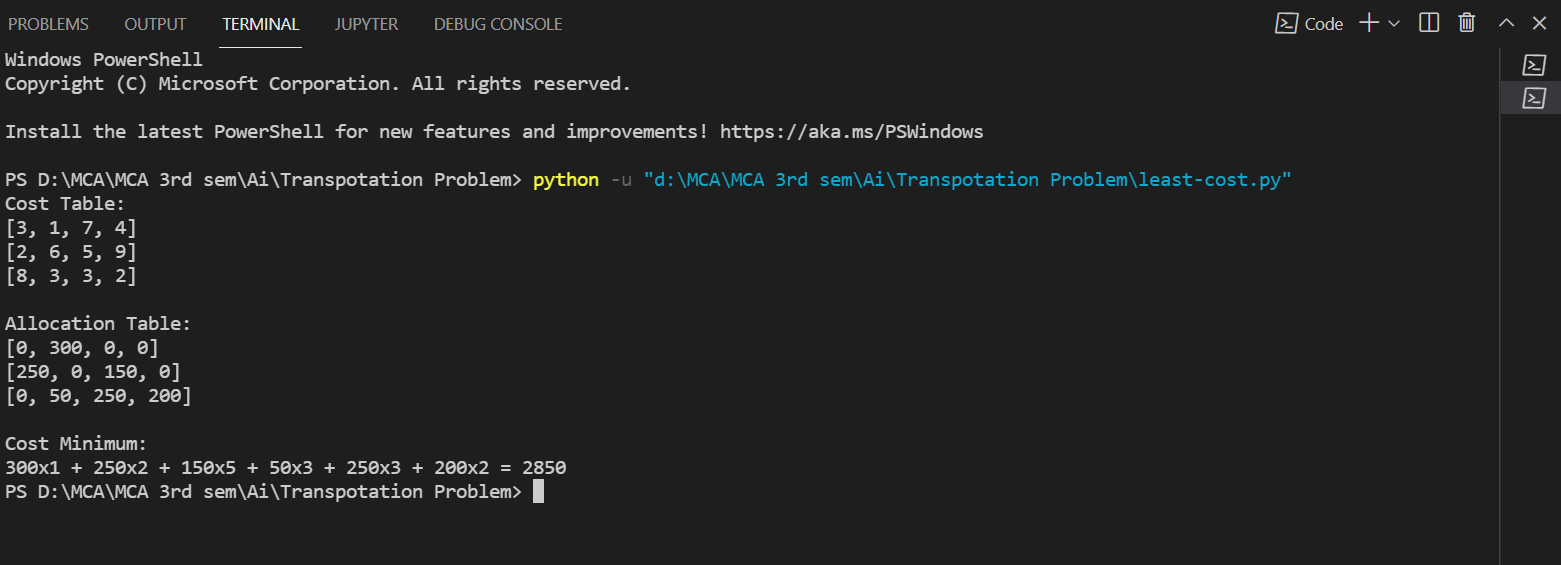 PROBLEMS OUTPUT TERMINAL JUPYTER DEBUG CONSOLE Code
Windows PowerShell
Copyright (C) Microsoft Corporation. All rights reserved.
Install the latest PowerShell for new features and improvements! https://aka.ms/PSWindows
PS D:\MCA\MCA 3rd sem\Ai\Transpotation Problem> python -u "d:\MCA\MCA 3rd sem\Ai\Transpotation Problem\least-cost.py"
Cost Table:
[3, 1, 7, 4]
[2, 6, 5, 9]
[8, 3, 3, 2]
Allocation Table:
[0, 300, 0, 0]
[250, 0, 150, 0]
[0, 50, 250, 200]
Cost Minimum:
300x1 + 250x2 + 150x5 + 50x3 + 250x3 + 200x2 = 2850
PS D:\MCA\MCA 3rd sem\Ai\Transpotation Problem>